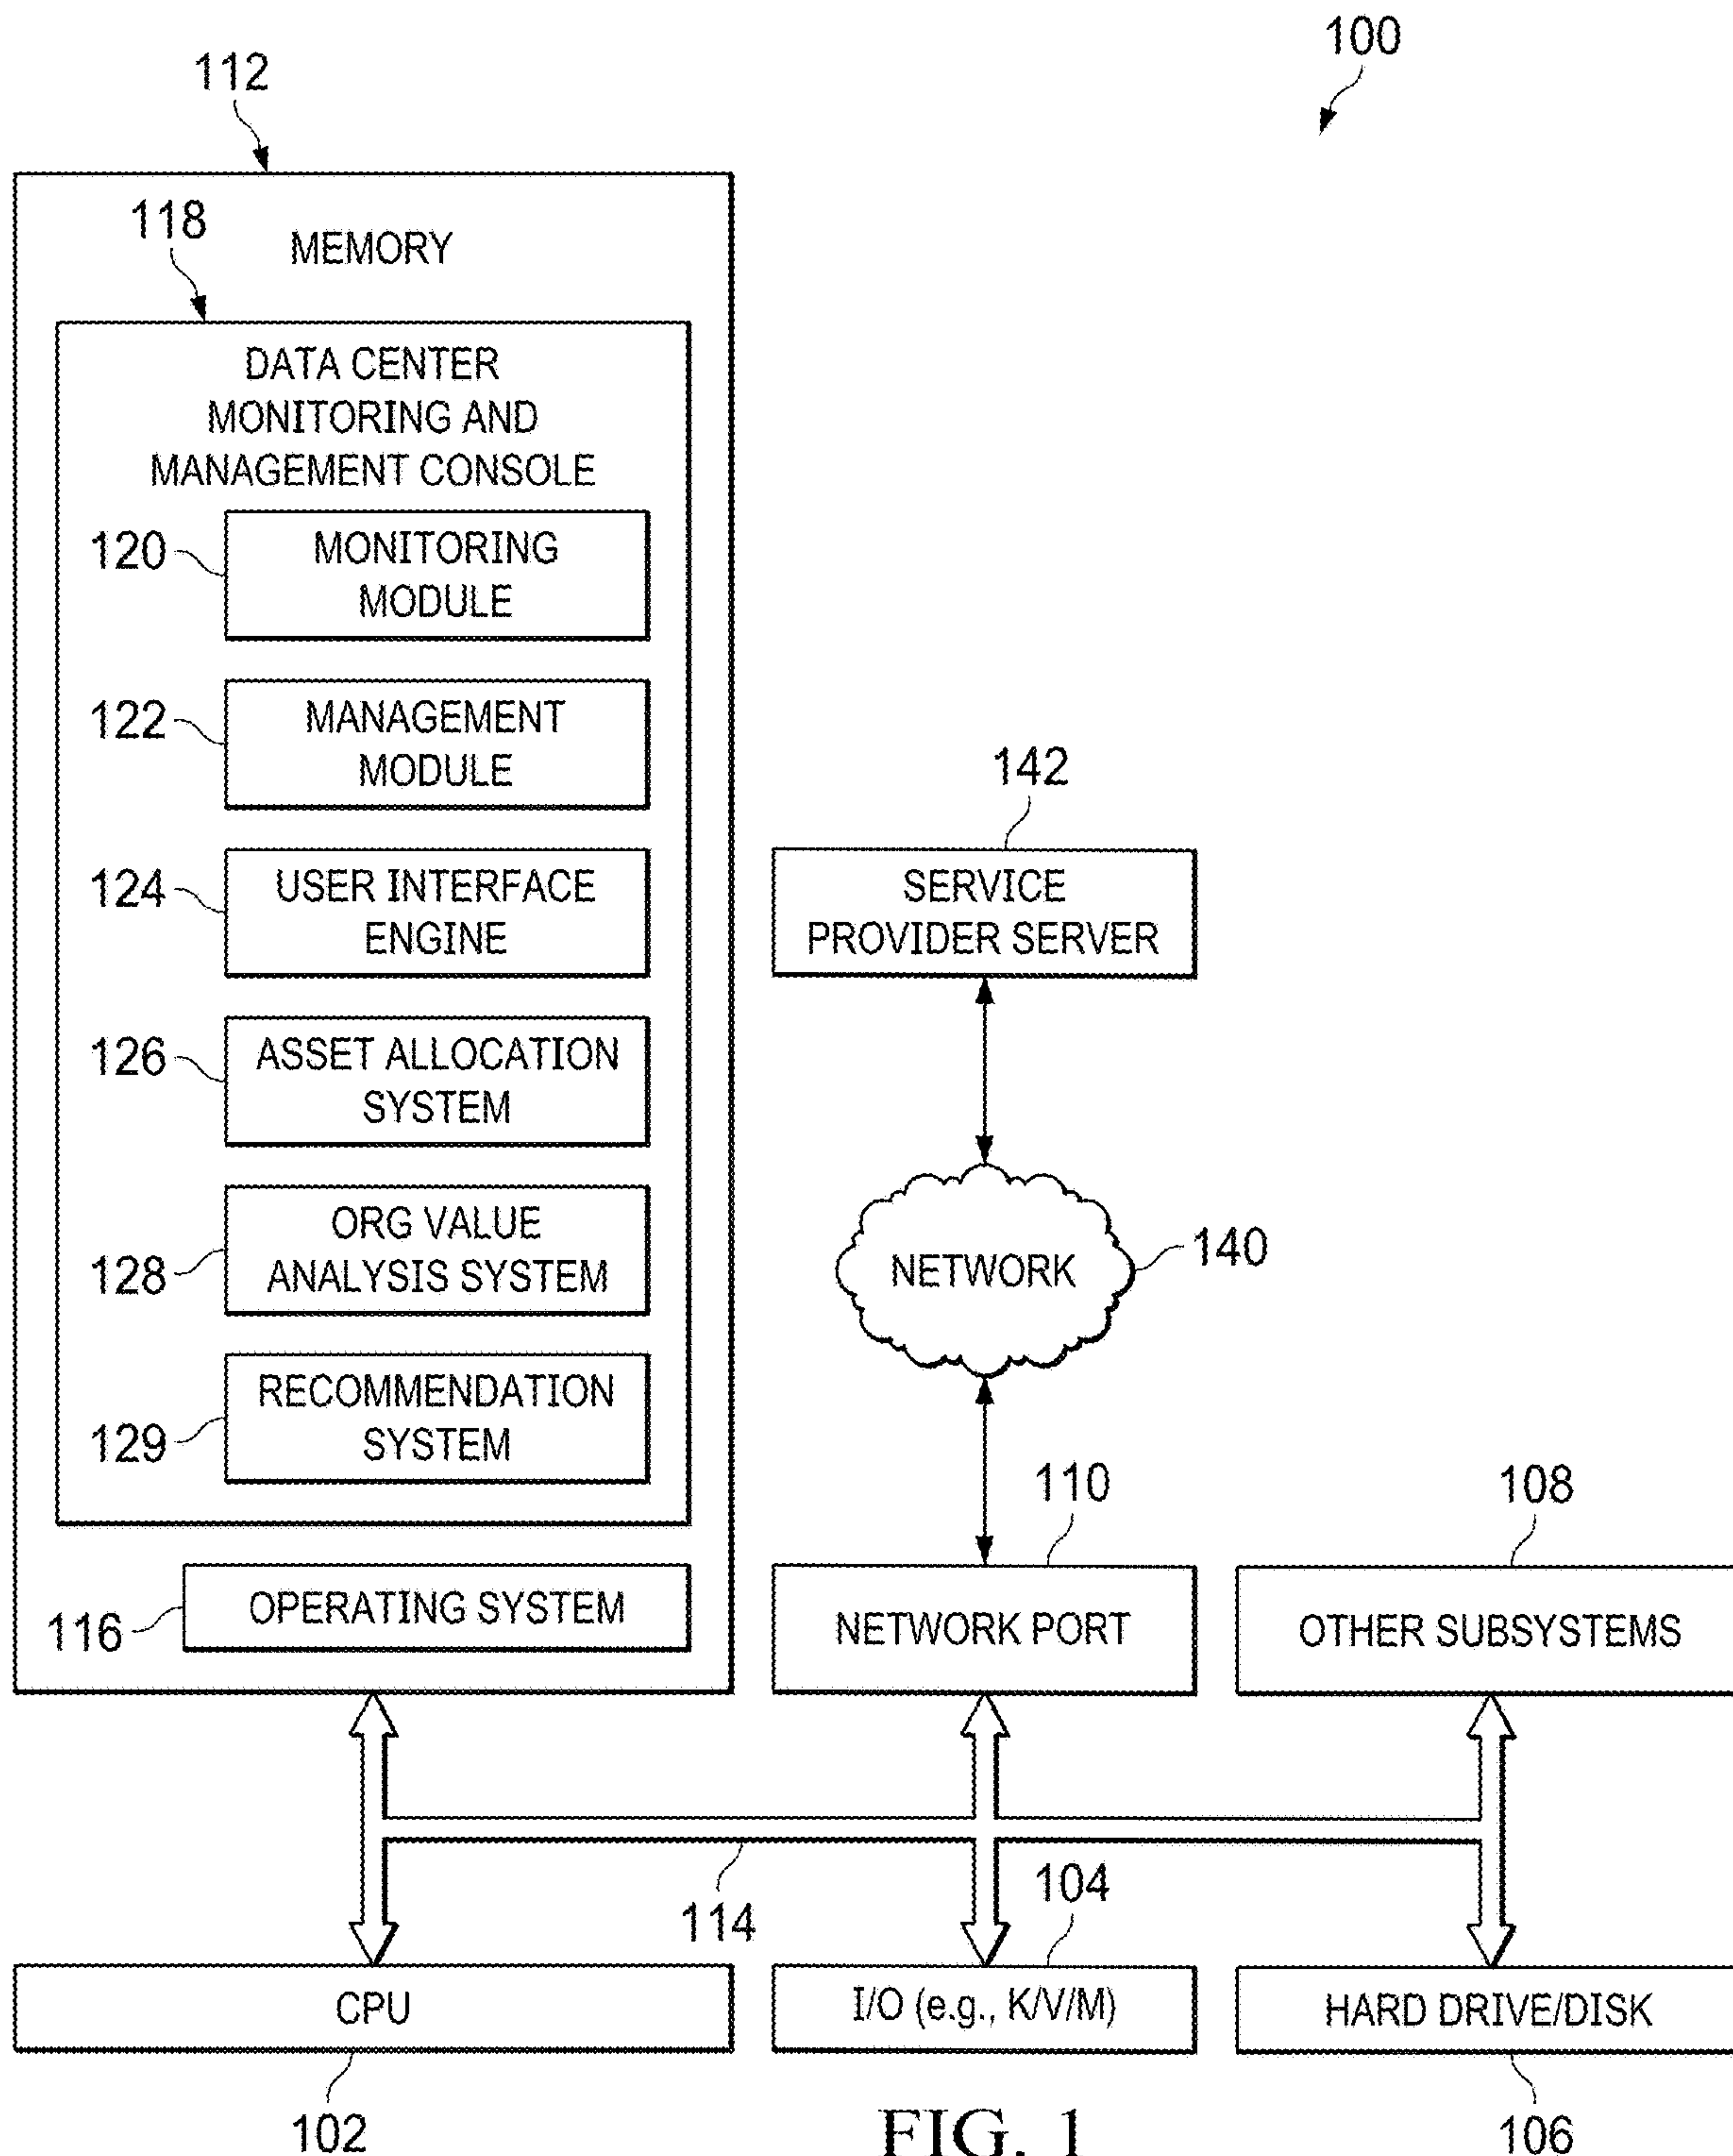 100
112
118
MEMORY
DATA CENTER
MONITORING AND
MANAGEMENT CONSOLE
120
MONITORING
MODULE
122
MANAGEMENT
MODULE
124
USER INTERFACE
ENGINE
126
ASSET ALLOCATION
SYSTEM
128
ORG VALUE
ANALYSIS SYSTEM
129
RECOMMENDATION
SYSTEM
116
OPERATING SYSTEM
142
SERVICE
PROVIDER SERVER
NETWORK
140
110
NETWORK PORT
108
OTHER SUBSYSTEMS
114
104
CPU
102
I/O (e.g., K/V/M)
HARD DRIVE/DISK
106
FIG. 1